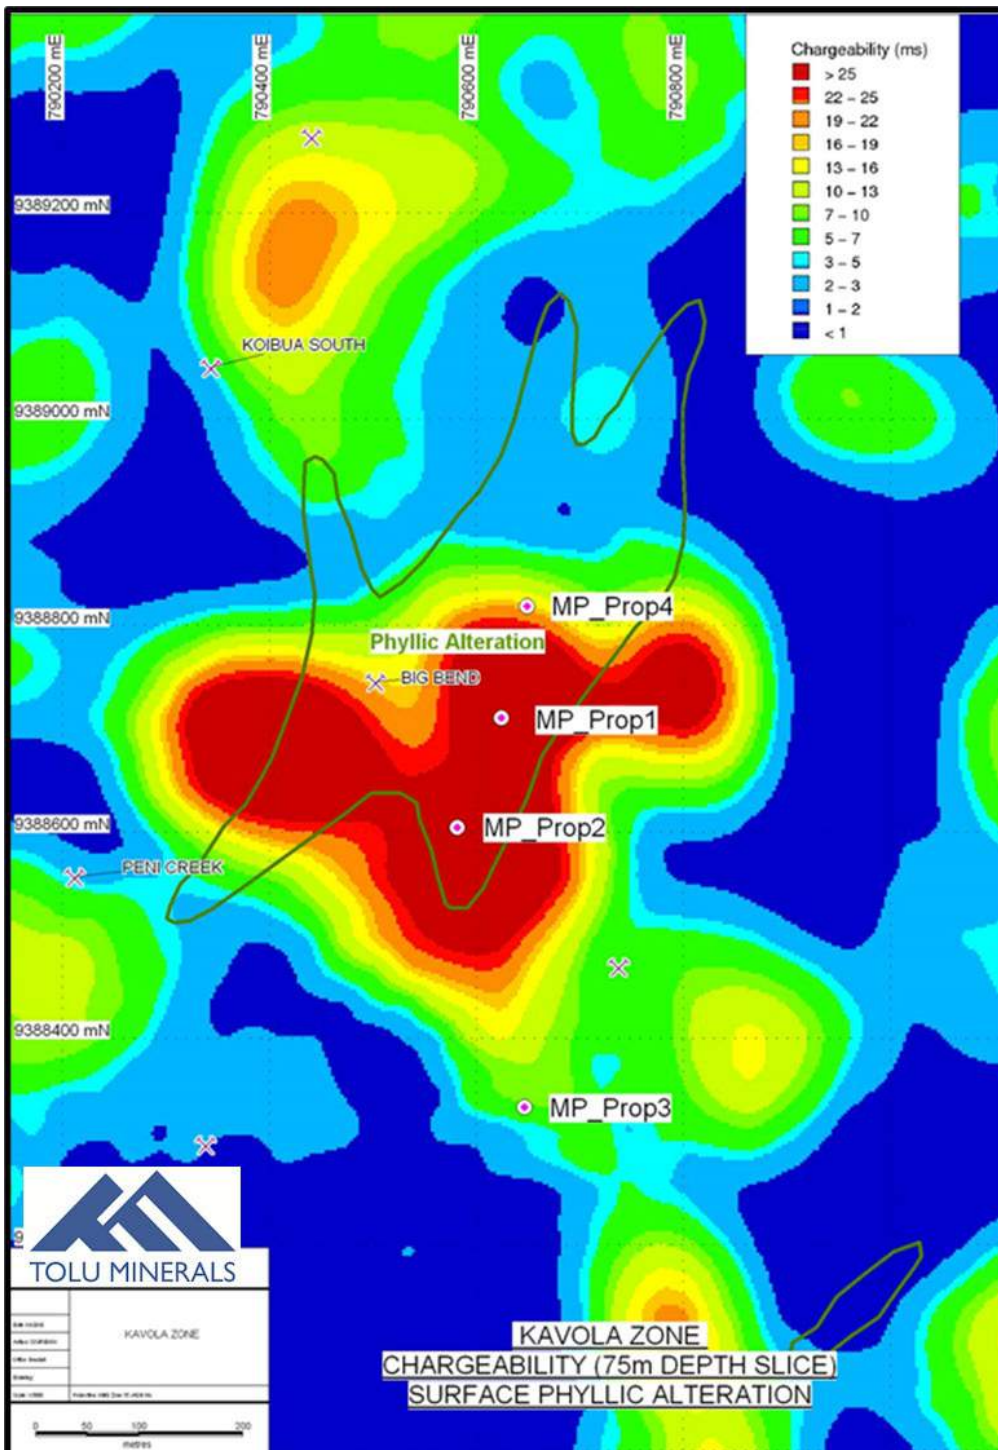 790200 mE
790400 mE
790600 mE
790800 mE
Chargeability (ms)
> 25
22 – 25
19 – 22
16 – 19
13 – 16
10 – 13
7 – 10
5 – 7
3 – 5
2 – 3
1 – 2
< 1
9389200 mN
KOIBUA SOUTH
9389000 mN
MP_Prop4
9388800 mN
Phyllic Alteration
BIG BEND
MP_Prop1
9388600 mN
MP_Prop2
PENI CREEK
9388400 mN
MP_Prop3
9
TOLU MINERALS
KAVOLA ZONE
0 50 100 200
metres
KAVOLA ZONE
CHARGEABILITY (75m DEPTH SLICE)
SURFACE PHYLLIC ALTERATION